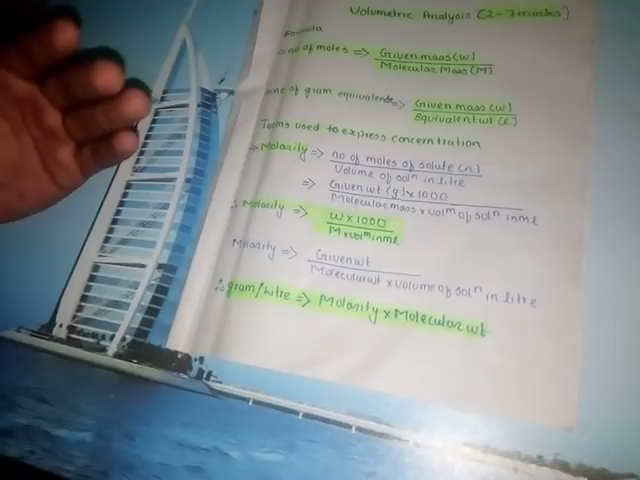 Volumetric Analysis (2-7 marks)
Formula
→ no of moles => Given mass (w) / Molecular Mass (M)
no of gram equivalents => Given mass (w) / Equivalent wt (E)
Terms used to express concentration
→ Molarity => no of moles of solute (n) / Volume of solⁿ in litre
=> Given wt (g) x 1000 / Molecular mass x volᵐ of solⁿ in ml
∴ Molarity => w x 1000 / M x volᵐ in ml
Molarity => Given wt / Molecular wt x volume of solⁿ in litre
∴ gram/litre => Molarity x Molecular wt